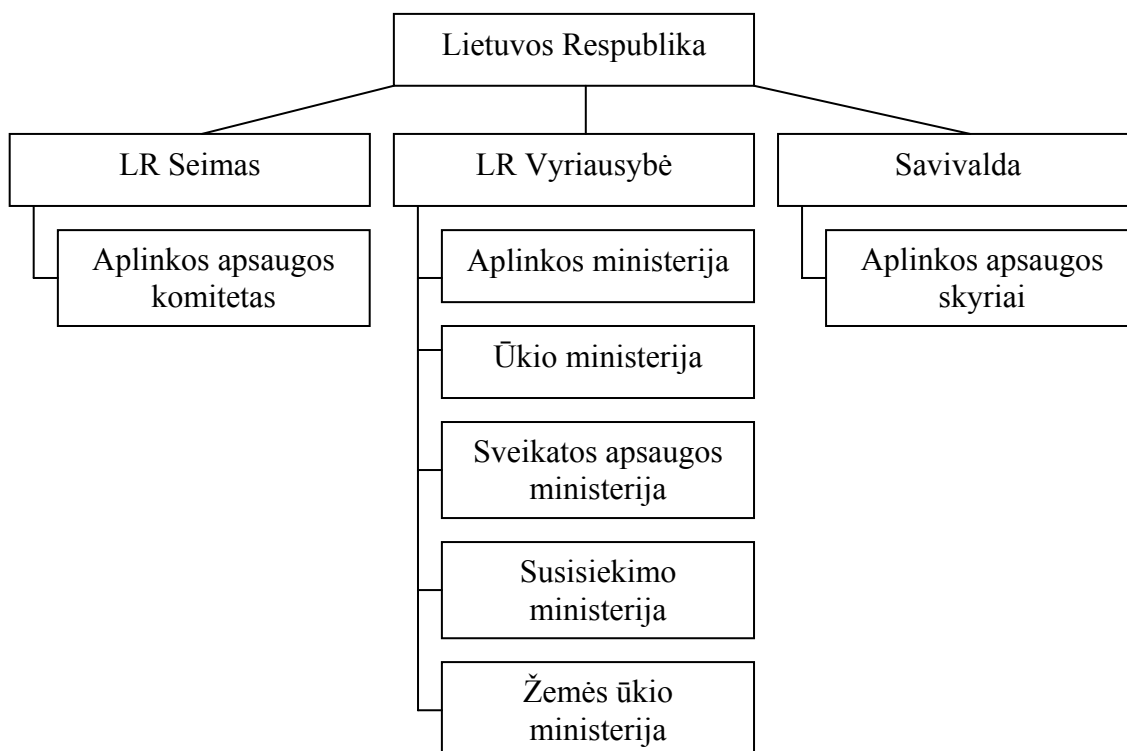 Lietuvos Respublika
LR Seimas
LR Vyriausybė
Savivalda
Aplinkos apsaugos
komitetas
Aplinkos ministerija
Ūkio ministerija
Sveikatos apsaugos
ministerija
Susisiekimo
ministerija
Žemės ūkio
ministerija
Aplinkos apsaugos
skyriai